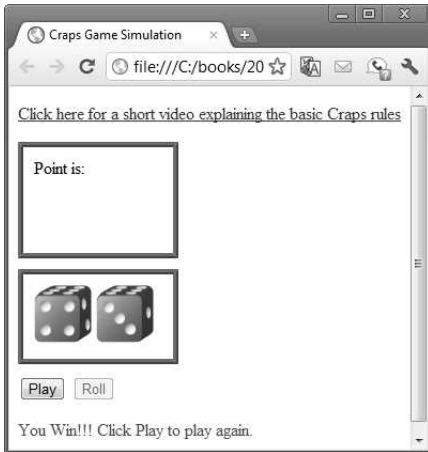 Craps Game Simulation
file:///C:/books/20
Click here for a short video explaining the basic Craps rules
Point is:
Play Roll
You Win!!! Click Play to play again.